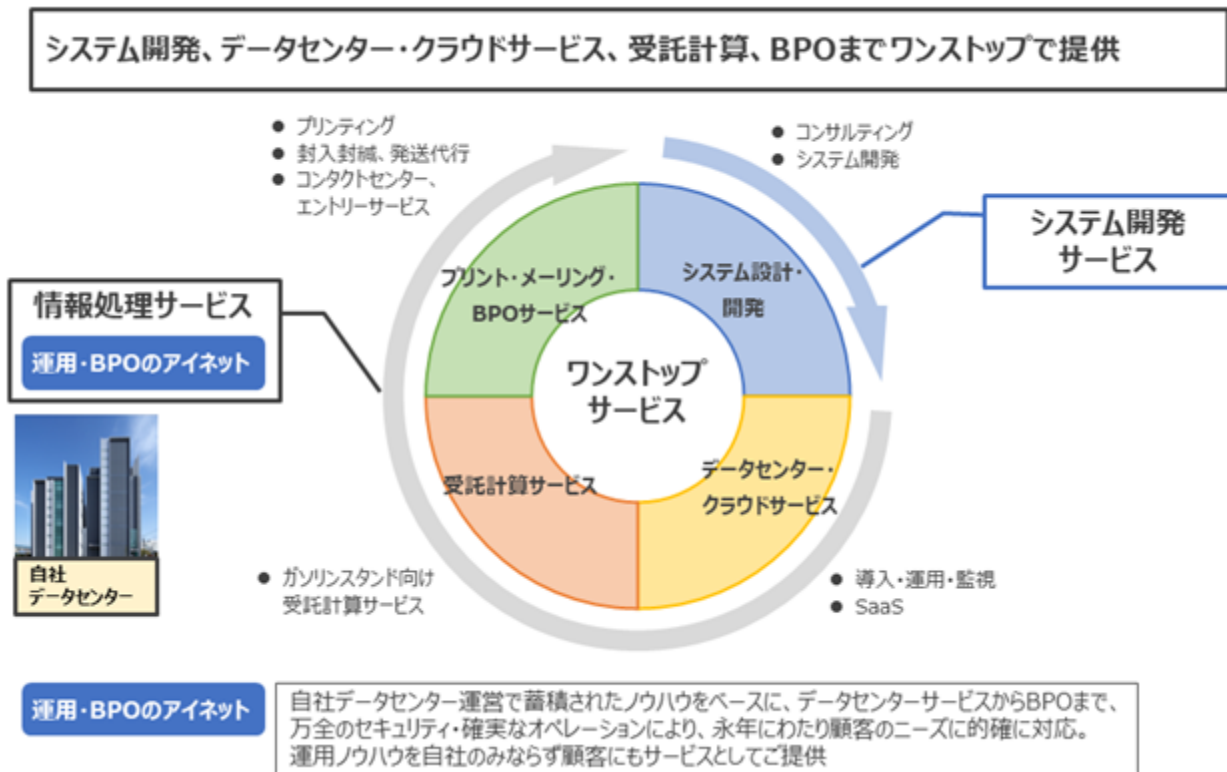 システム開発、データセンター・クラウドサービス、受託計算、BPOまでワンストップで提供
● プリンティング
● 封入封緘、発送代行
● コンタクトセンター、
エントリーサービス
● コンサルティング
● システム開発
システム開発
サービス
情報処理サービス
運用・BPOのアイネット
プリント・メーリング・
BPOサービス
システム設計・
開発
ワンストップ
サービス
受託計算サービス
データセンター・
クラウドサービス
自社
データセンター
● ガソリンスタンド向け
受託計算サービス
● 導入・運用・監視
● SaaS
運用・BPOのアイネット
自社データセンター運営で蓄積されたノウハウをベースに、データセンターサービスからBPOまで、
万全のセキュリティ・確実なオペレーションにより、永年にわたり顧客のニーズに的確に対応。
運用ノウハウを自社のみならず顧客にもサービスとしてご提供